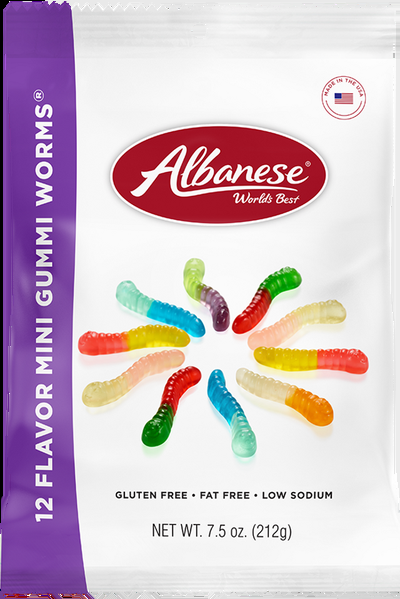 12 FLAVOR MINI GUMMI WORMS®
MADE IN THE USA
Albanese®
World's Best
GLUTEN FREE • FAT FREE • LOW SODIUM
NET WT. 7.5 oz. (212g)